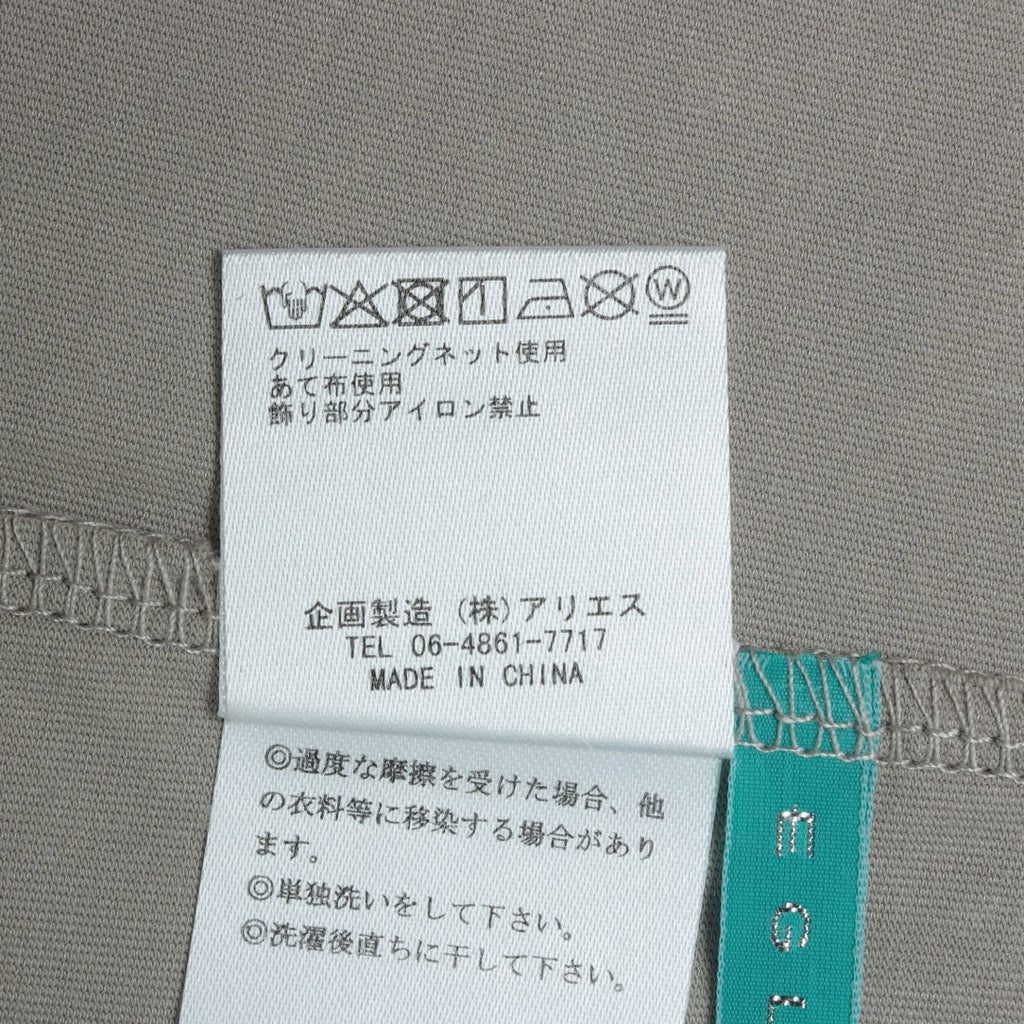 W
クリーニングネット使用
あて布使用
飾り部分アイロン禁止
企画製造 (株)アリエス
TEL 06-4861-7717
MADE IN CHINA
◎過度な摩擦を受けた場合、他
の衣料等に移染する場合があり
ます。
◎単独洗いをして下さい。
◎洗濯後直ちに干して下さい。
E G L